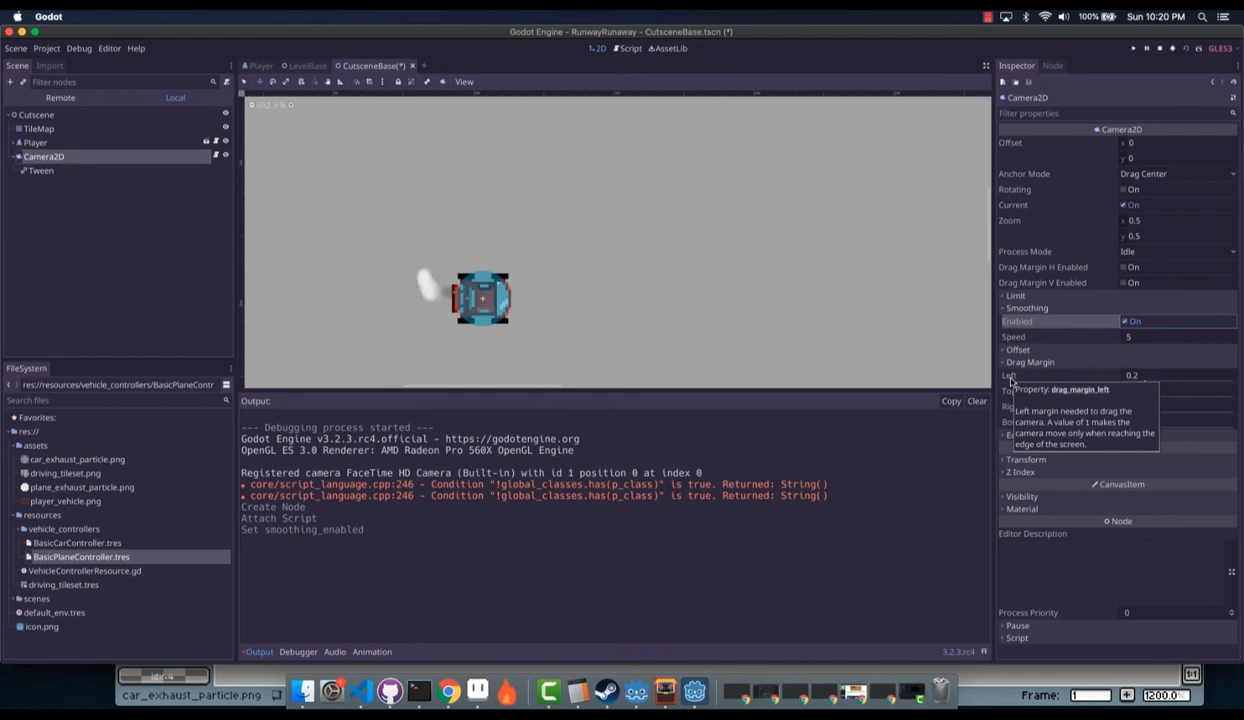 Godot
100%
Sun 10:20 PM
Godot Engine - RunwayRunaway - CutsceneBase.tscn (*)
Scene Project Debug Editor Help
2D Script AssetLib
GLES3
Scene Import
Player LevelBase CutsceneBase(*)
Inspector Node
Filter nodes
View
Remote Local
Camera2D
692.3 %
Filter properties
Cutscene
TileMap
Player
Camera2D
Tween
Camera2D
Offset x 0
y 0
Anchor Mode Drag Center
Rotating On
Current On
Zoom x 0.5
y 0.5
Process Mode Idle
Drag Margin H Enabled On
Drag Margin V Enabled On
Limit
Smoothing
Enabled On
Speed 5
Offset
Drag Margin
Left 0.2
Property: drag_margin_left
Left margin needed to drag the
camera. A value of 1 makes the
camera move only when reaching the
edge of the screen.
Transform
Z Index
CanvasItem
Visibility
Material
Node
Editor Description
Process Priority 0
Pause
Script
FileSystem
res://resources/vehicle_controllers/BasicPlaneContr
Search files
Favorites:
res://
assets
car_exhaust_particle.png
driving_tileset.png
plane_exhaust_particle.png
player_vehicle.png
resources
vehicle_controllers
BasicCarController.tres
BasicPlaneController.tres
VehicleControllerResource.gd
driving_tileset.tres
scenes
default_env.tres
icon.png
Output:
Copy Clear
--- Debugging process started ---
Godot Engine v3.2.3.rc4.official - https://godotengine.org
OpenGL ES 3.0 Renderer: AMD Radeon Pro 560X OpenGL Engine
Registered camera FaceTime HD Camera (Built-in) with id 1 position 0 at index 0
core/script_language.cpp:246 - Condition "!global_classes.has(p_class)" is true. Returned: String()
core/script_language.cpp:246 - Condition "!global_classes.has(p_class)" is true. Returned: String()
Create Node
Attach Script
Set smoothing_enabled
Output Debugger Audio Animation
3.2.3.rc4
car_exhaust_particle.png
Frame: 1 1200.0
1:1